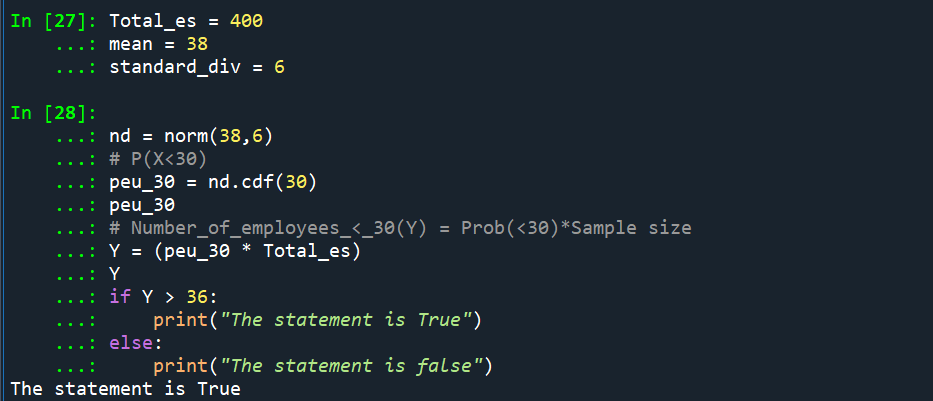 In [27]: Total_es = 400
    ...: mean = 38
    ...: standard_div = 6
In [28]:
    ...: nd = norm(38,6)
    ...: # P(X<30)
    ...: peu_30 = nd.cdf(30)
    ...: peu_30
    ...: # Number_of_employees_<_30(Y) = Prob(<30)*Sample size
    ...: Y = (peu_30 * Total_es)
    ...: Y
    ...: if Y > 36:
    ...:     print("The statement is True")
    ...: else:
    ...:     print("The statement is false")
The statement is True